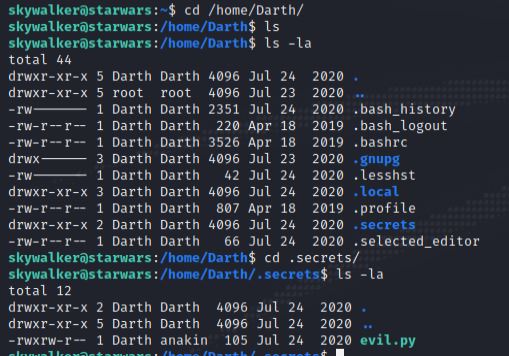 skywalker@starwars:~$ cd /home/Darth/
skywalker@starwars:/home/Darth$ ls
skywalker@starwars:/home/Darth$ ls -la
total 44
drwxr-xr-x 5 Darth Darth 4096 Jul 24  2020 .
drwxr-xr-x 5 root  root  4096 Jul 23  2020 ..
-rw------- 1 Darth Darth 2351 Jul 24  2020 .bash_history
-rw-r--r-- 1 Darth Darth  220 Apr 18  2019 .bash_logout
-rw-r--r-- 1 Darth Darth 3526 Apr 18  2019 .bashrc
drwx------ 3 Darth Darth 4096 Jul 23  2020 .gnupg
-rw------- 1 Darth Darth   42 Jul 24  2020 .lesshst
drwxr-xr-x 3 Darth Darth 4096 Jul 24  2020 .local
-rw-r--r-- 1 Darth Darth  807 Apr 18  2019 .profile
drwxr-xr-x 2 Darth Darth 4096 Jul 24  2020 .secrets
-rw-r--r-- 1 Darth Darth   66 Jul 24  2020 .selected_editor
skywalker@starwars:/home/Darth$ cd .secrets/
skywalker@starwars:/home/Darth/.secrets$ ls -la
total 12
drwxr-xr-x 2 Darth Darth  4096 Jul 24  2020 .
drwxr-xr-x 5 Darth Darth  4096 Jul 24  2020 ..
-rwxrw-r-- 1 Darth anakin  105 Jul 24  2020 evil.py
skywalker@starwars:/home/Darth/.secrets$